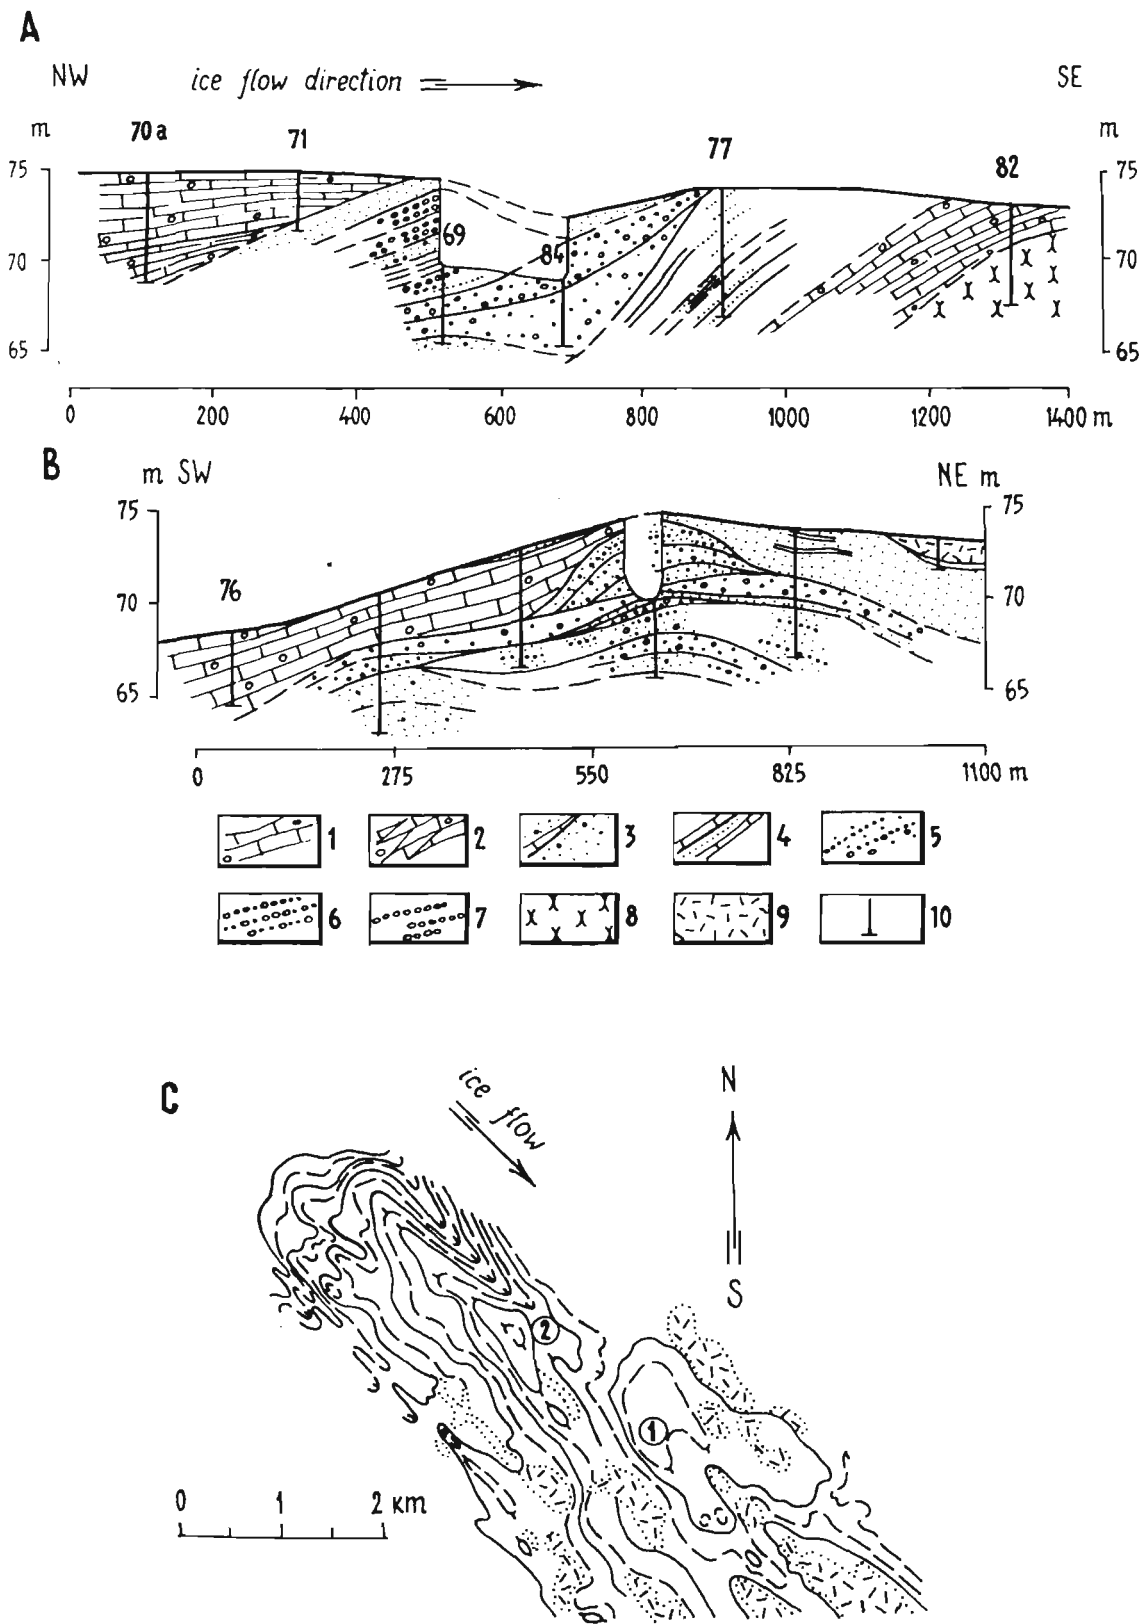 A
NW ice flow direction SE
m 70a 71 77 82 m
75 75
69 84
70 70
65 65
0 200 400 600 800 1000 1200 1400 m
B
m SW NE m
75 75
76
70 70
65 65
0 275 550 825 1100 m
1 2 3 4 5
6 7 8 9 10
C
ice flow
N
S
2
1
0 1 2 км